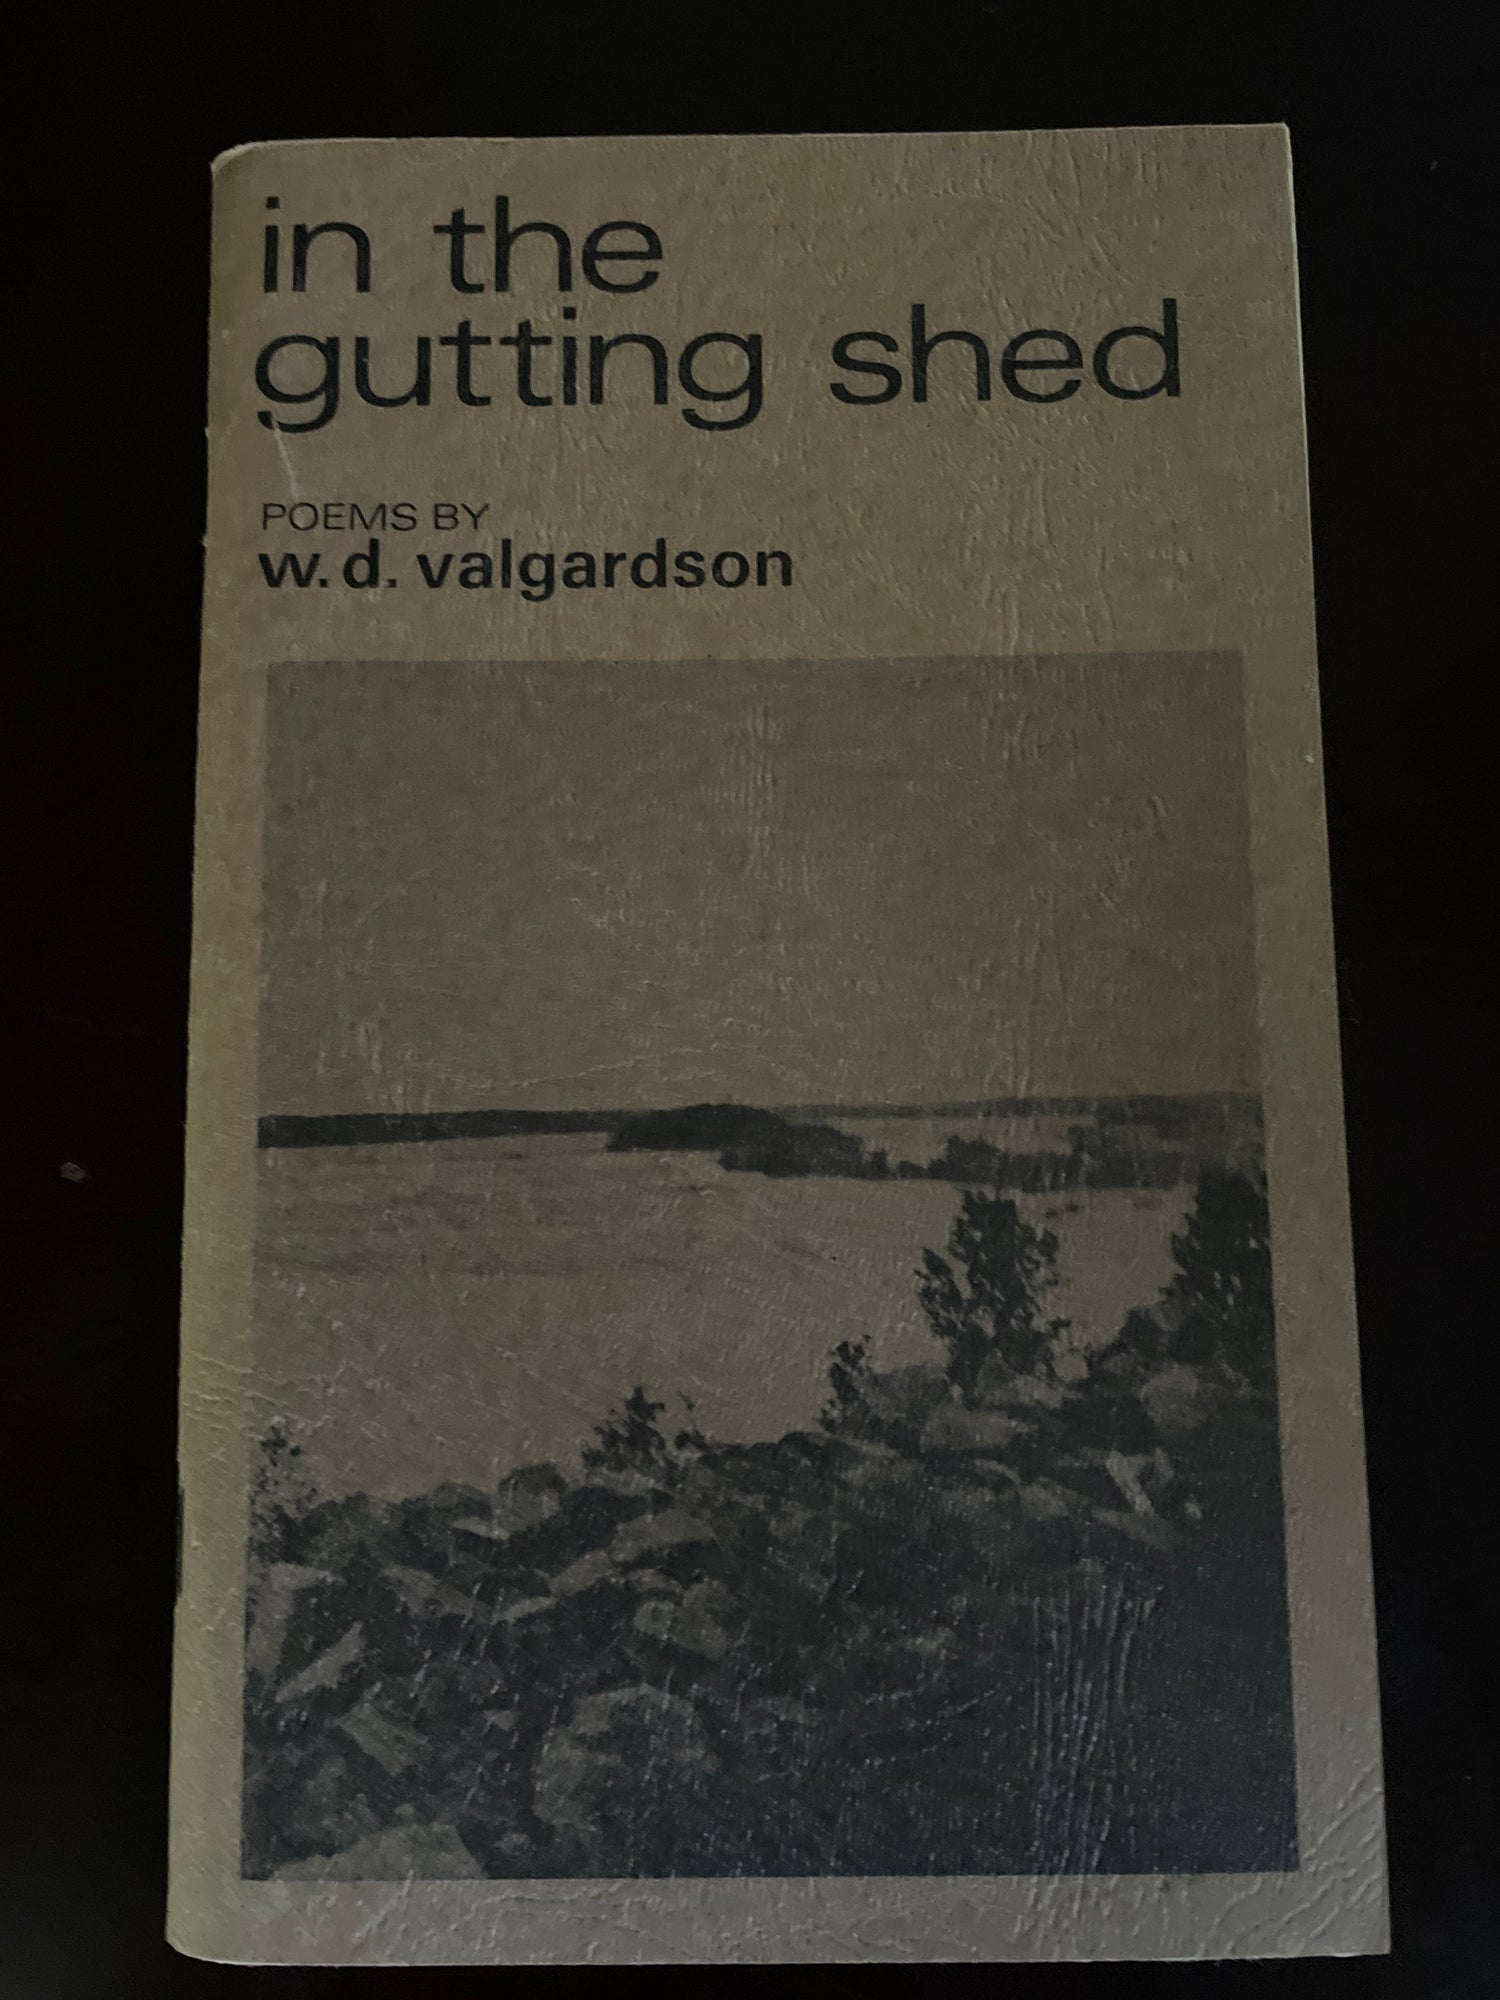 in the
gutting shed
POEMS BY
w. d. valgardson